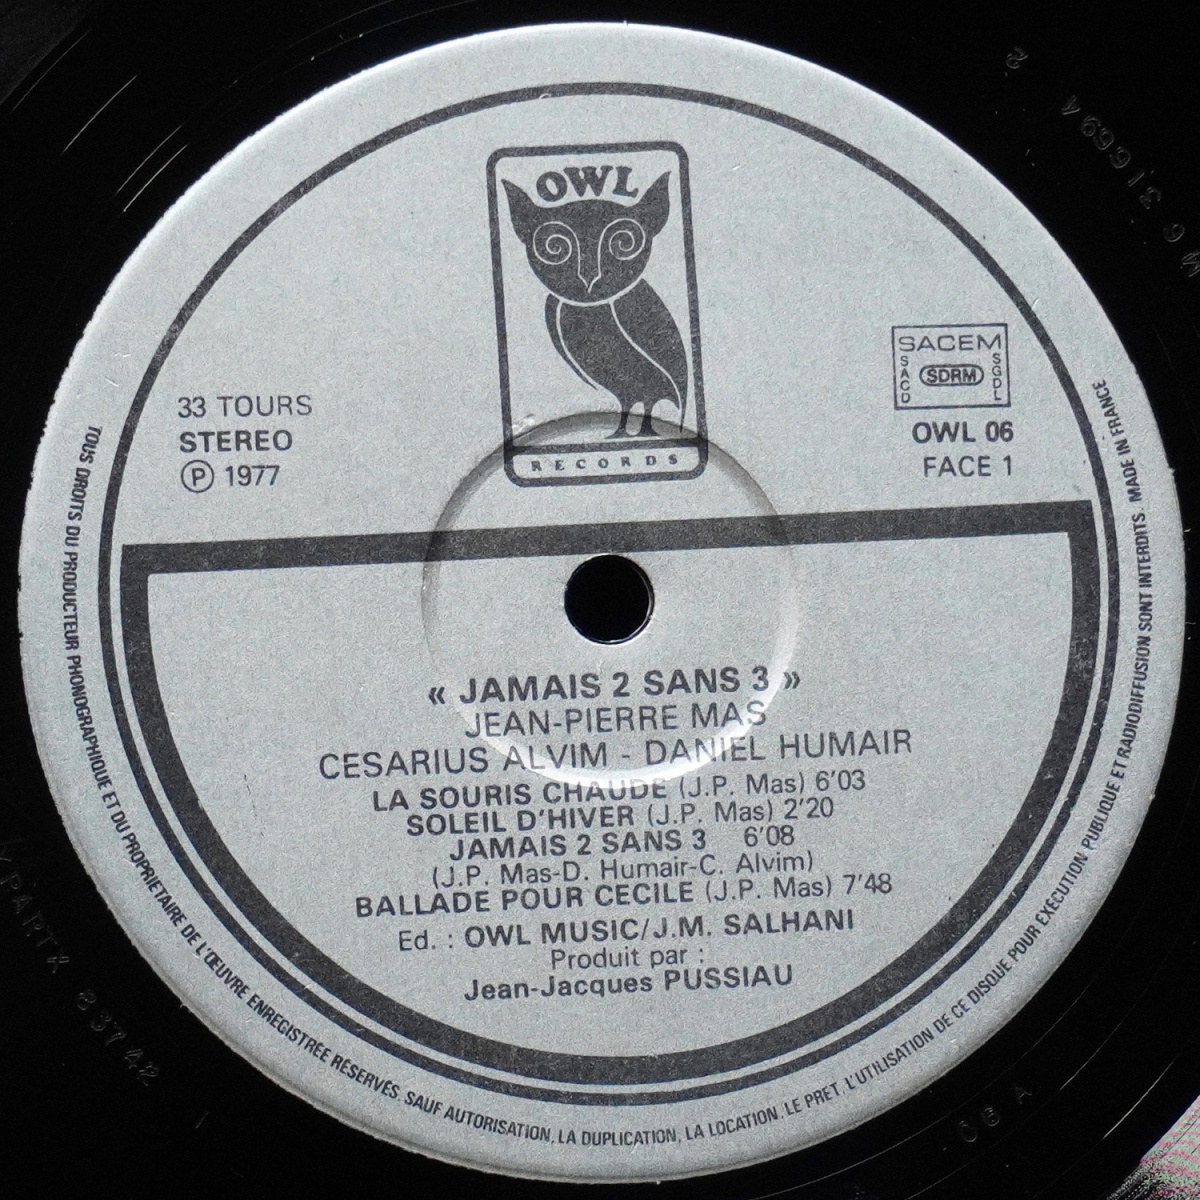 OWL
RECORDS
33 TOURS
STEREO
Ⓟ 1977
SACEM
SACD
SDRM
SGDL
OWL 06
FACE 1
« JAMAIS 2 SANS 3 »
JEAN-PIERRE MAS
CESARIUS ALVIM - DANIEL HUMAIR
LA SOURIS CHAUDE (J.P. Mas) 6'03
SOLEIL D'HIVER (J.P. Mas) 2'20
JAMAIS 2 SANS 3 6'08
(J.P. Mas-D. Humair-C. Alvim)
BALLADE POUR CECILE (J.P. Mas) 7'48
Ed. : OWL MUSIC/J.M. SALHANI
Produit par :
Jean-Jacques PUSSIAU
TOUS DROITS DU PRODUCTEUR PHONOGRAPHIQUE ET DU PROPRIETAIRE DE L'ŒUVRE ENREGISTRÉE RÉSERVÉS. SAUF AUTORISATION, LA DUPLICATION, LA LOCATION, LE PRET, L'UTILISATION DE CE DISQUE POUR EXÉCUTION PUBLIQUE ET RADIODIFFUSION SONT INTERDITS. MADE IN FRANCE
06 A